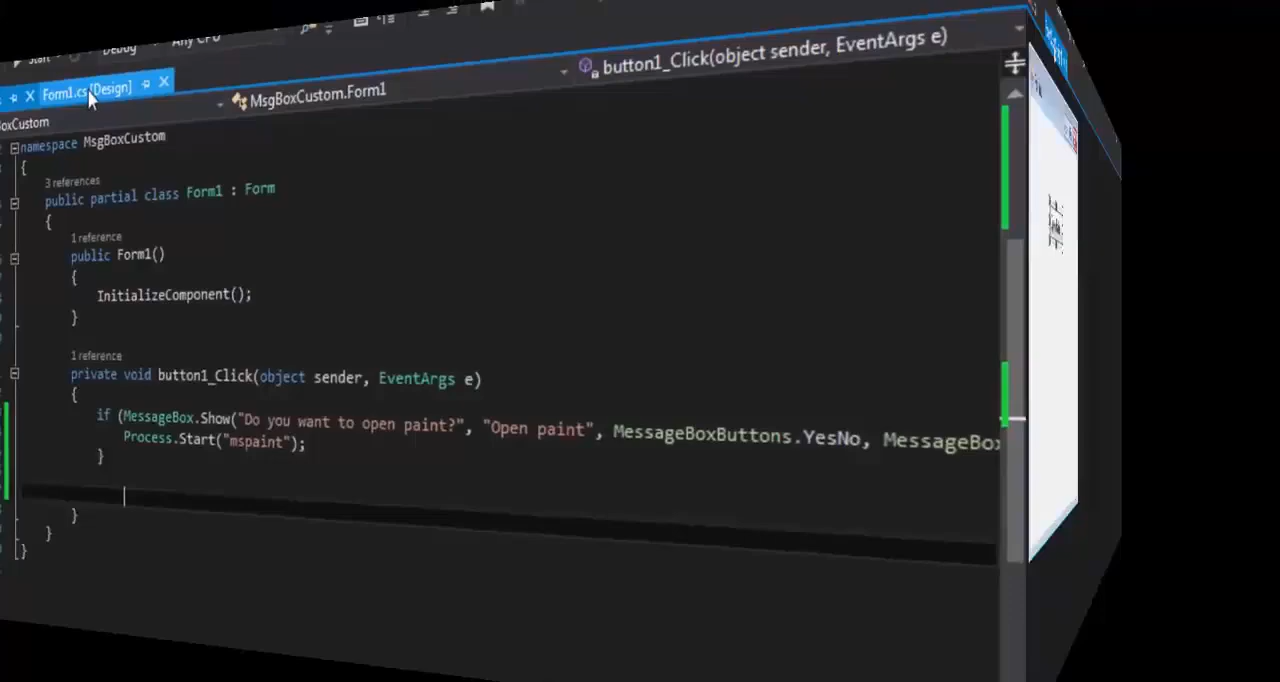 Start Debug Any CPU
Form1.cs [Design]
button1_Click(object sender, EventArgs e)
oxCustom
MsgBoxCustom.Form1
namespace MsgBoxCustom
{
3 references
public partial class Form1 : Form
{
1 reference
public Form1()
{
InitializeComponent();
}
1 reference
private void button1_Click(object sender, EventArgs e)
{
if (MessageBox.Show("Do you want to open paint?", "Open paint", MessageBoxButtons.YesNo, MessageBox
Process.Start("mspaint");
}
}
}
}